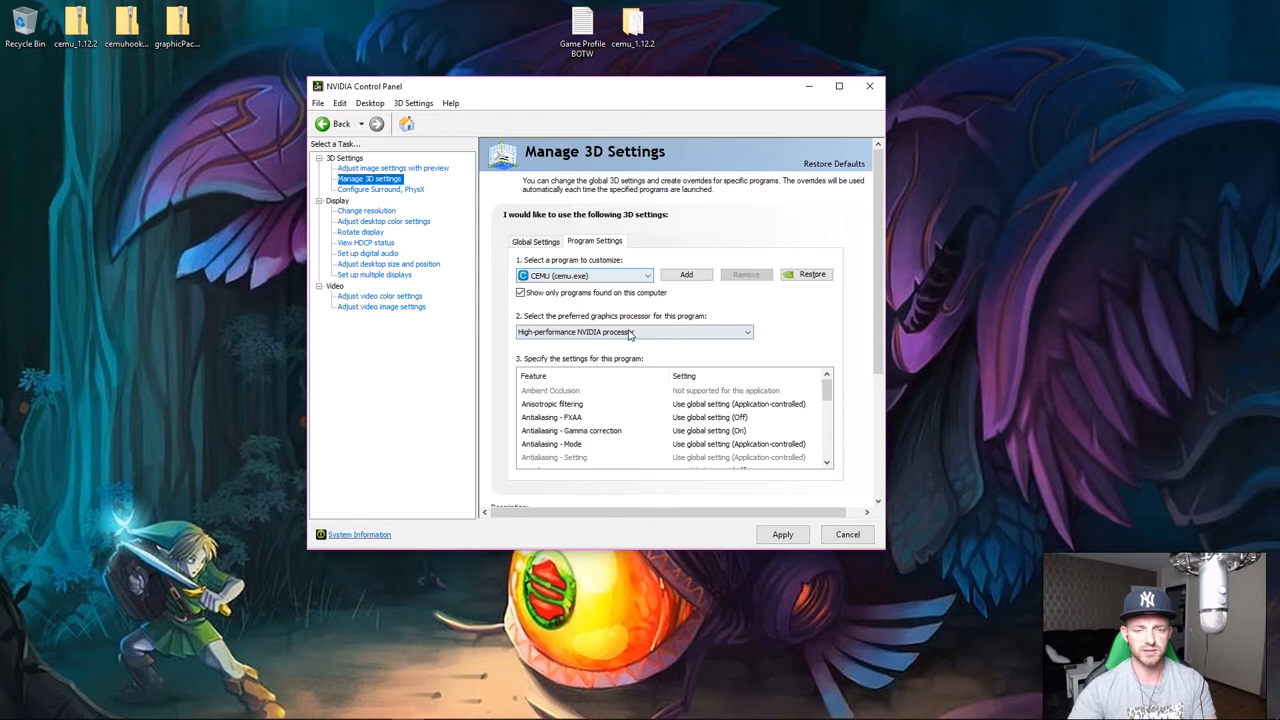 Recycle Bin
cemu_1.12.2
cemuhook...
graphicPac...
Game Profile
BOTW
cemu_1.12.2
NVIDIA Control Panel
File Edit Desktop 3D Settings Help
Back
Select a Task...
3D Settings
Adjust image settings with preview
Manage 3D settings
Configure Surround, PhysX
Display
Change resolution
Adjust desktop color settings
Rotate display
View HDCP status
Set up digital audio
Adjust desktop size and position
Set up multiple displays
Video
Adjust video color settings
Adjust video image settings
System Information
Manage 3D Settings
Restore Defaults
You can change the global 3D settings and create overrides for specific programs. The overrides will be used
automatically each time the specified programs are launched.
I would like to use the following 3D settings:
Global Settings Program Settings
1. Select a program to customize:
CEMU (cemu.exe) Add Remove Restore
Show only programs found on this computer
2. Select the preferred graphics processor for this program:
High-performance NVIDIA processor
3. Specify the settings for this program:
Feature Setting
Ambient Occlusion Not supported for this application
Anisotropic filtering Use global setting (Application-controlled)
Antialiasing - FXAA Use global setting (Off)
Antialiasing - Gamma correction Use global setting (On)
Antialiasing - Mode Use global setting (Application-controlled)
Antialiasing - Setting Use global setting (Application-controlled)
Description:
Apply Cancel